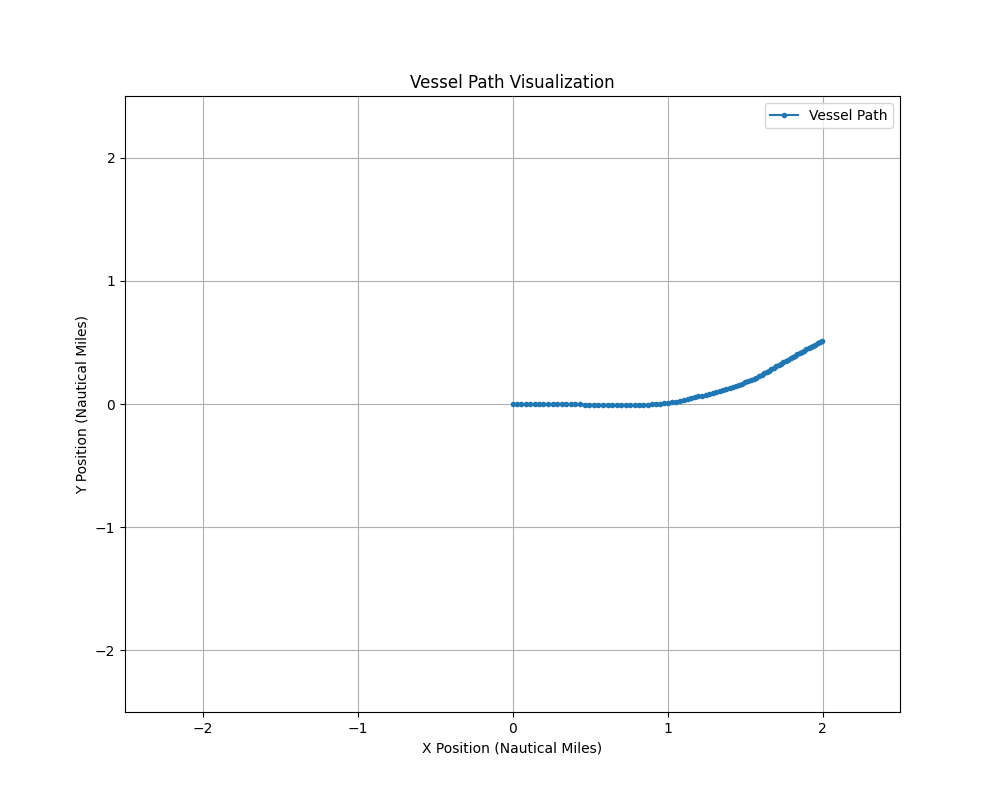 Vessel Path Visualization
Vessel Path
2
1
0
−1
−2
Y Position (Nautical Miles)
−2
−1
0
1
2
X Position (Nautical Miles)